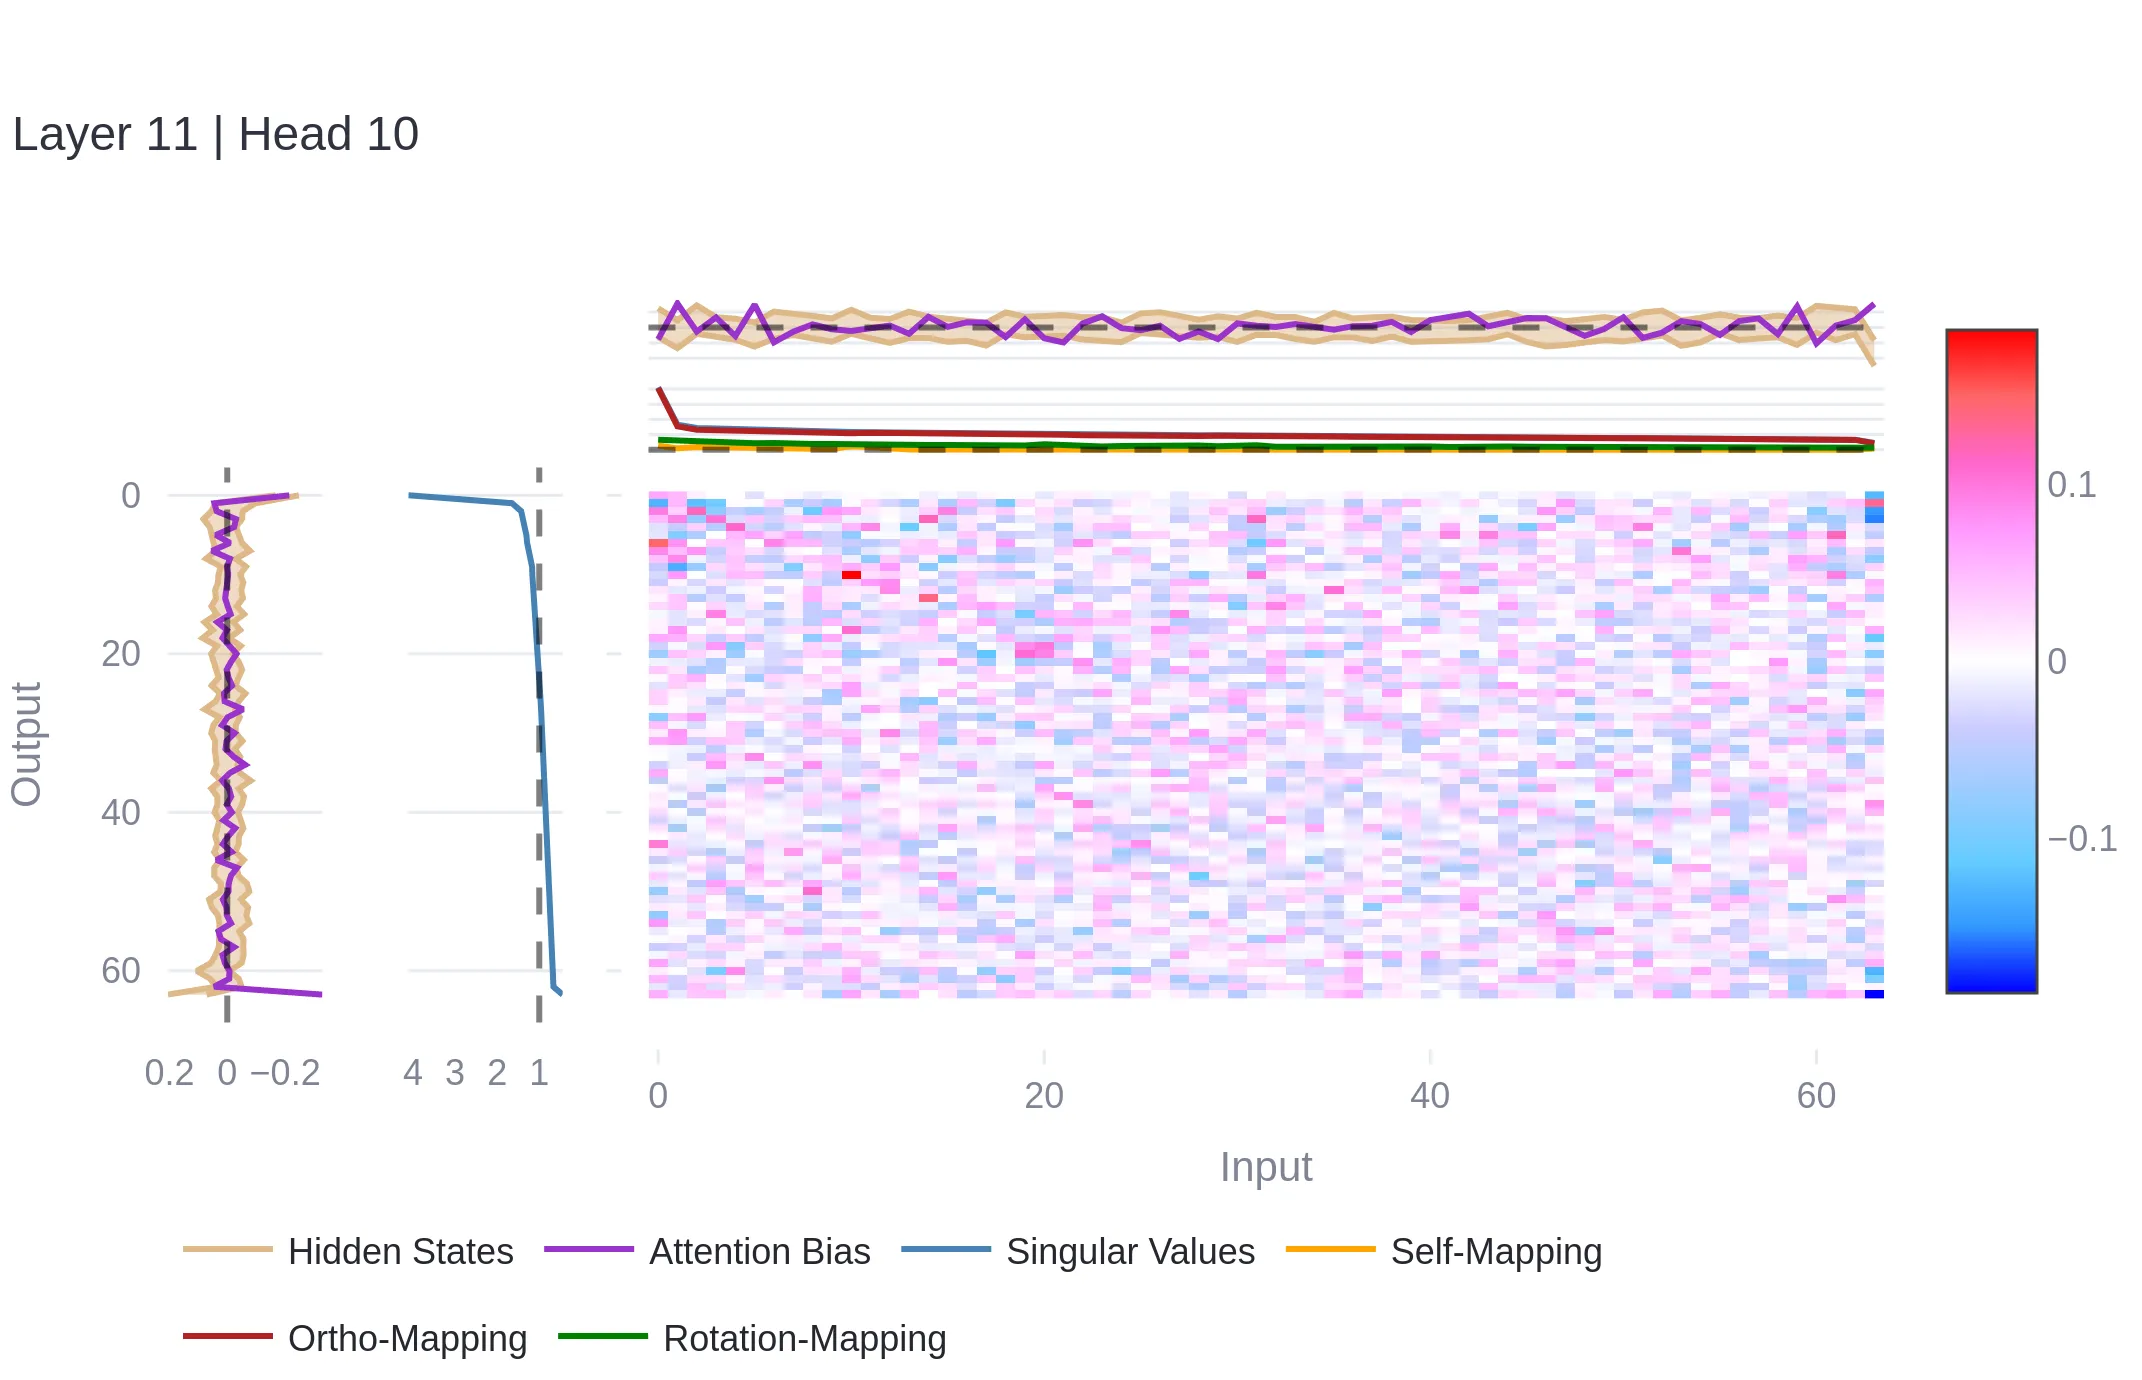 Layer 11 | Head 10
0
20
40
60
Output
0.2 0 −0.2
4 3 2 1
0 20 40 60
Input
0.1
0
−0.1
Hidden States Attention Bias Singular Values Self-Mapping
Ortho-Mapping Rotation-Mapping